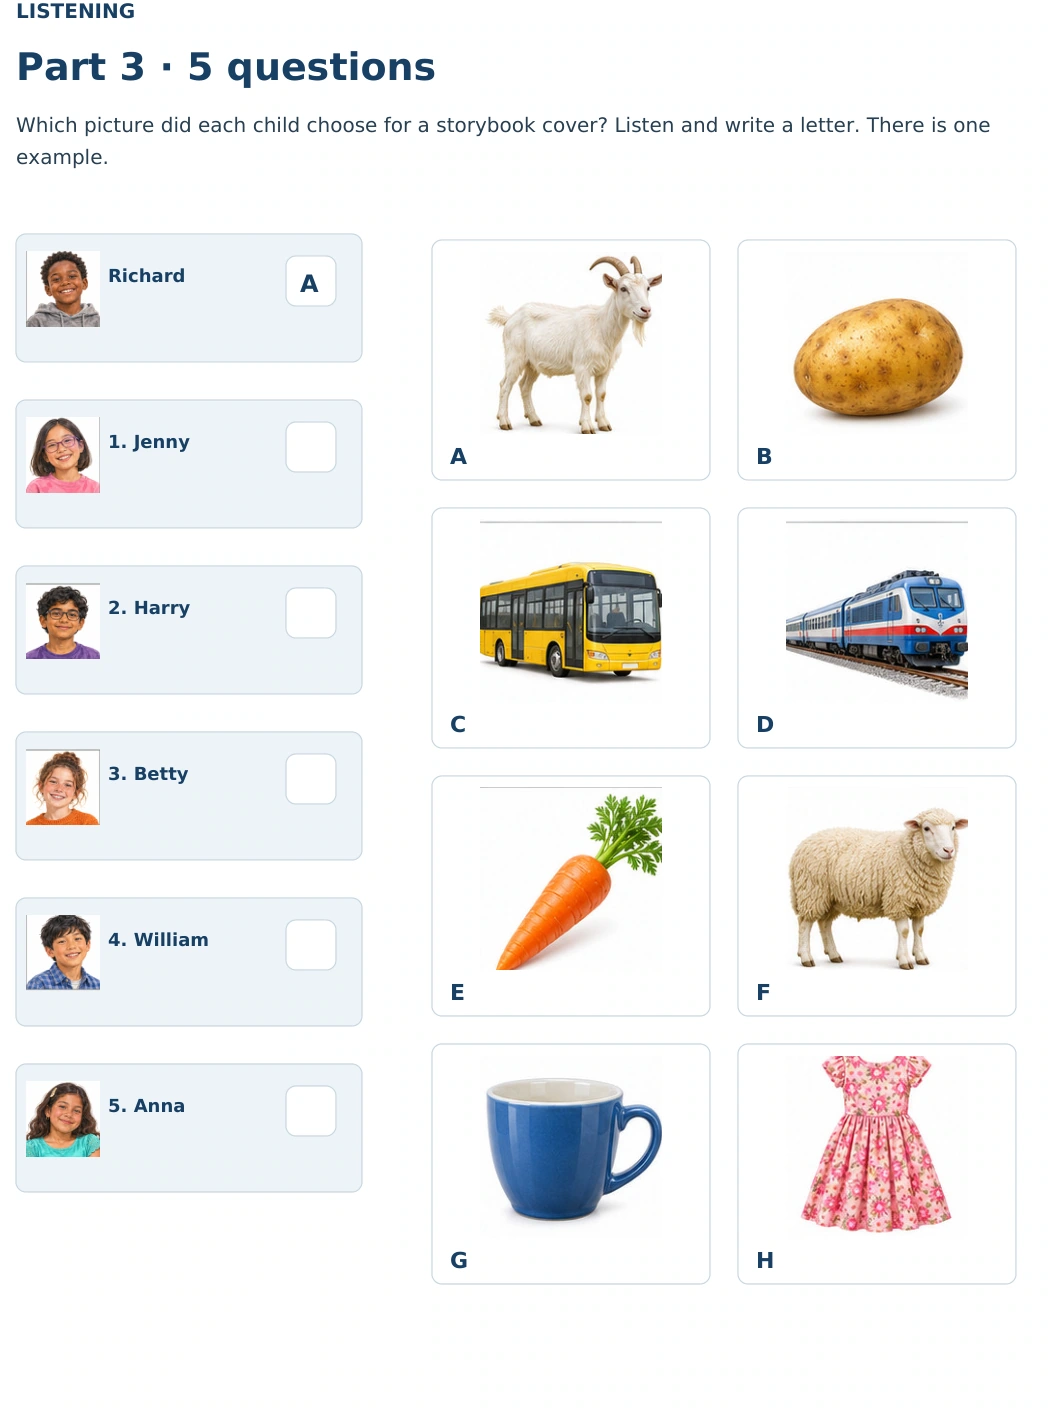 LISTENING
Part 3 · 5 questions
Which picture did each child choose for a storybook cover? Listen and write a letter. There is one
example.
Richard
A
1. Jenny
2. Harry
3. Betty
4. William
5. Anna
A
B
C
D
E
F
G
H